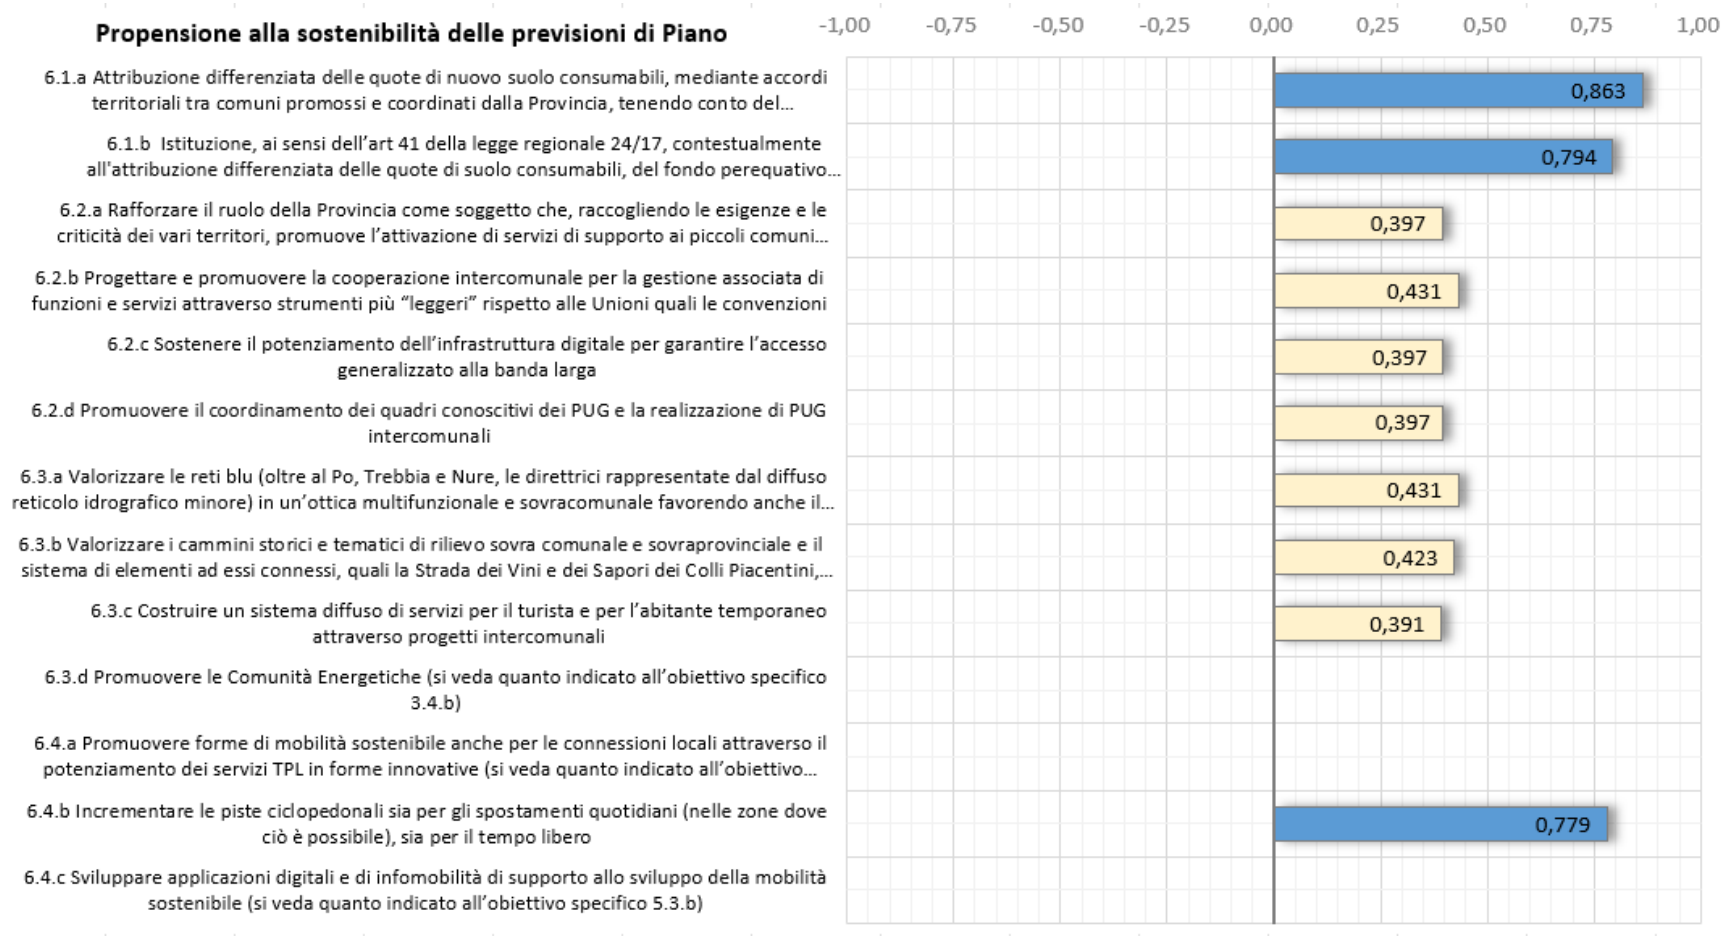 Propensione alla sostenibilità delle previsioni di Piano
-1,00 -0,75 -0,50 -0,25 0,00 0,25 0,50 0,75 1,00
6.1.a Attribuzione differenziata delle quote di nuovo suolo consumabili, mediante accordi
territoriali tra comuni promossi e coordinati dalla Provincia, tenendo conto del...
0,863
6.1.b Istituzione, ai sensi dell’art 41 della legge regionale 24/17, contestualmente
all'attribuzione differenziata delle quote di suolo consumabili, del fondo perequativo...
0,794
6.2.a Rafforzare il ruolo della Provincia come soggetto che, raccogliendo le esigenze e le
criticità dei vari territori, promuove l’attivazione di servizi di supporto ai piccoli comuni...
0,397
6.2.b Progettare e promuovere la cooperazione intercomunale per la gestione associata di
funzioni e servizi attraverso strumenti più “leggeri” rispetto alle Unioni quali le convenzioni
0,431
6.2.c Sostenere il potenziamento dell’infrastruttura digitale per garantire l’accesso
generalizzato alla banda larga
0,397
6.2.d Promuovere il coordinamento dei quadri conoscitivi dei PUG e la realizzazione di PUG
intercomunali
0,397
6.3.a Valorizzare le reti blu (oltre al Po, Trebbia e Nure, le direttrici rappresentate dal diffuso
reticolo idrografico minore) in un’ottica multifunzionale e sovracomunale favorendo anche il...
0,431
6.3.b Valorizzare i cammini storici e tematici di rilievo sovra comunale e sovraprovinciale e il
sistema di elementi ad essi connessi, quali la Strada dei Vini e dei Sapori dei Colli Piacentini,...
0,423
6.3.c Costruire un sistema diffuso di servizi per il turista e per l’abitante temporaneo
attraverso progetti intercomunali
0,391
6.3.d Promuovere le Comunità Energetiche (si veda quanto indicato all’obiettivo specifico
3.4.b)
6.4.a Promuovere forme di mobilità sostenibile anche per le connessioni locali attraverso il
potenziamento dei servizi TPL in forme innovative (si veda quanto indicato all’obiettivo...
6.4.b Incrementare le piste ciclopedonali sia per gli spostamenti quotidiani (nelle zone dove
ciò è possibile), sia per il tempo libero
0,779
6.4.c Sviluppare applicazioni digitali e di infomobilità di supporto allo sviluppo della mobilità
sostenibile (si veda quanto indicato all’obiettivo specifico 5.3.b)